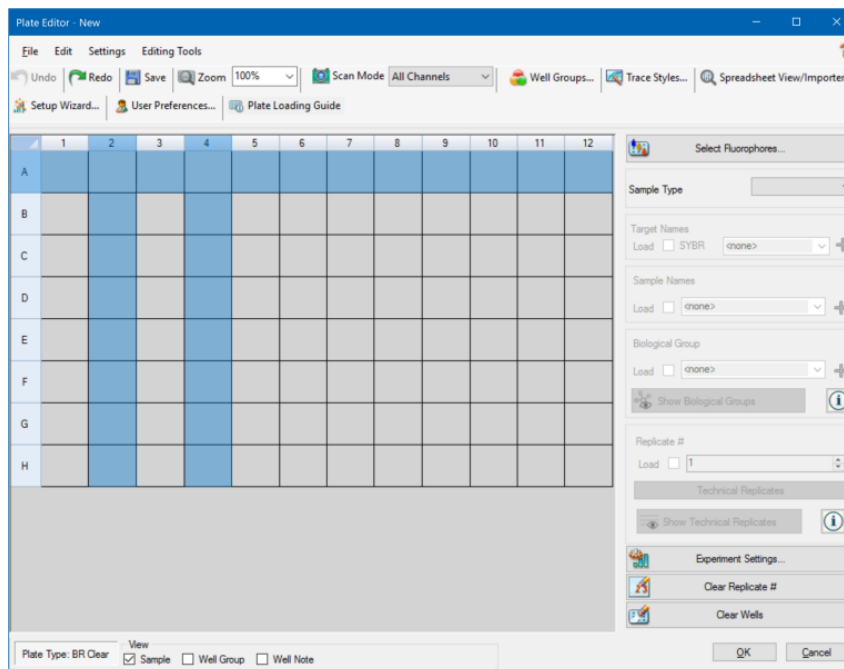 Plate Editor - New
File Edit Settings Editing Tools
Undo Redo Save Zoom 100% Scan Mode All Channels Well Groups... Trace Styles... Spreadsheet View/Importer
Setup Wizard... User Preferences... Plate Loading Guide
1 2 3 4 5 6 7 8 9 10 11 12
Select Fluorophores...
A
Sample Type
B
Target Names
Load SYBR <none>
C
Sample Names
D
Load <none>
E
Biological Group
Load <none>
F
Show Biological Groups
G
Replicate #
H
Load 1
Technical Replicates
Show Technical Replicates
Experiment Settings...
Clear Replicate #
Clear Wells
Plate Type: BR Clear
View
Sample Well Group Well Note
OK Cancel